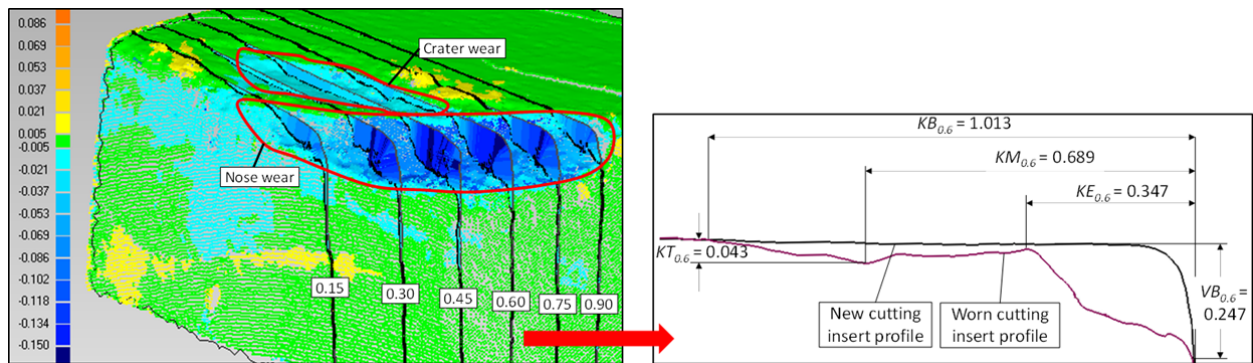 0.086
0.069
0.053
0.037
0.021
0.005
-0.005
-0.021
-0.037
-0.053
-0.069
-0.086
-0.102
-0.118
-0.134
-0.150
Crater wear
Nose wear
0.15
0.30
0.45
0.60
0.75
0.90
KB0.6 = 1.013
KM0.6 = 0.689
KE0.6 = 0.347
KT0.6 = 0.043
New cutting
insert profile
Worn cutting
insert profile
VB0.6
= 0.247